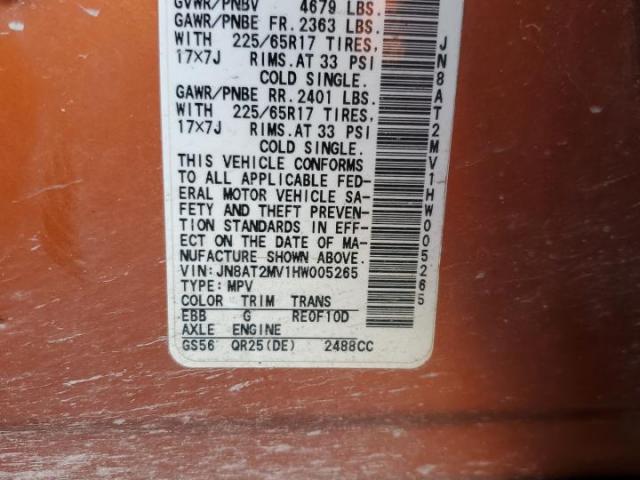 GVWR/PNBV 4679 LBS.
GAWR/PNBE FR. 2363 LBS.
WITH 225/65R17 TIRES,
17×7J RIMS. AT 33 PSI
COLD SINGLE.
GAWR/PNBE RR. 2401 LBS.
WITH 225/65R17 TIRES,
17×7J RIMS. AT 33 PSI
COLD SINGLE.
THIS VEHICLE CONFORMS
TO ALL APPLICABLE FED-
ERAL MOTOR VEHICLE SA-
FETY AND THEFT PREVEN-
TION STANDARDS IN EFF-
ECT ON THE DATE OF MA-
NUFACTURE SHOWN ABOVE.
VIN: JN8AT2MV1HW005265
TYPE: MPV
COLOR TRIM TRANS
EBB G RE0F10D
AXLE ENGINE
GS56 QR25(DE) 2488CC
JN8AT2MV1HW005265